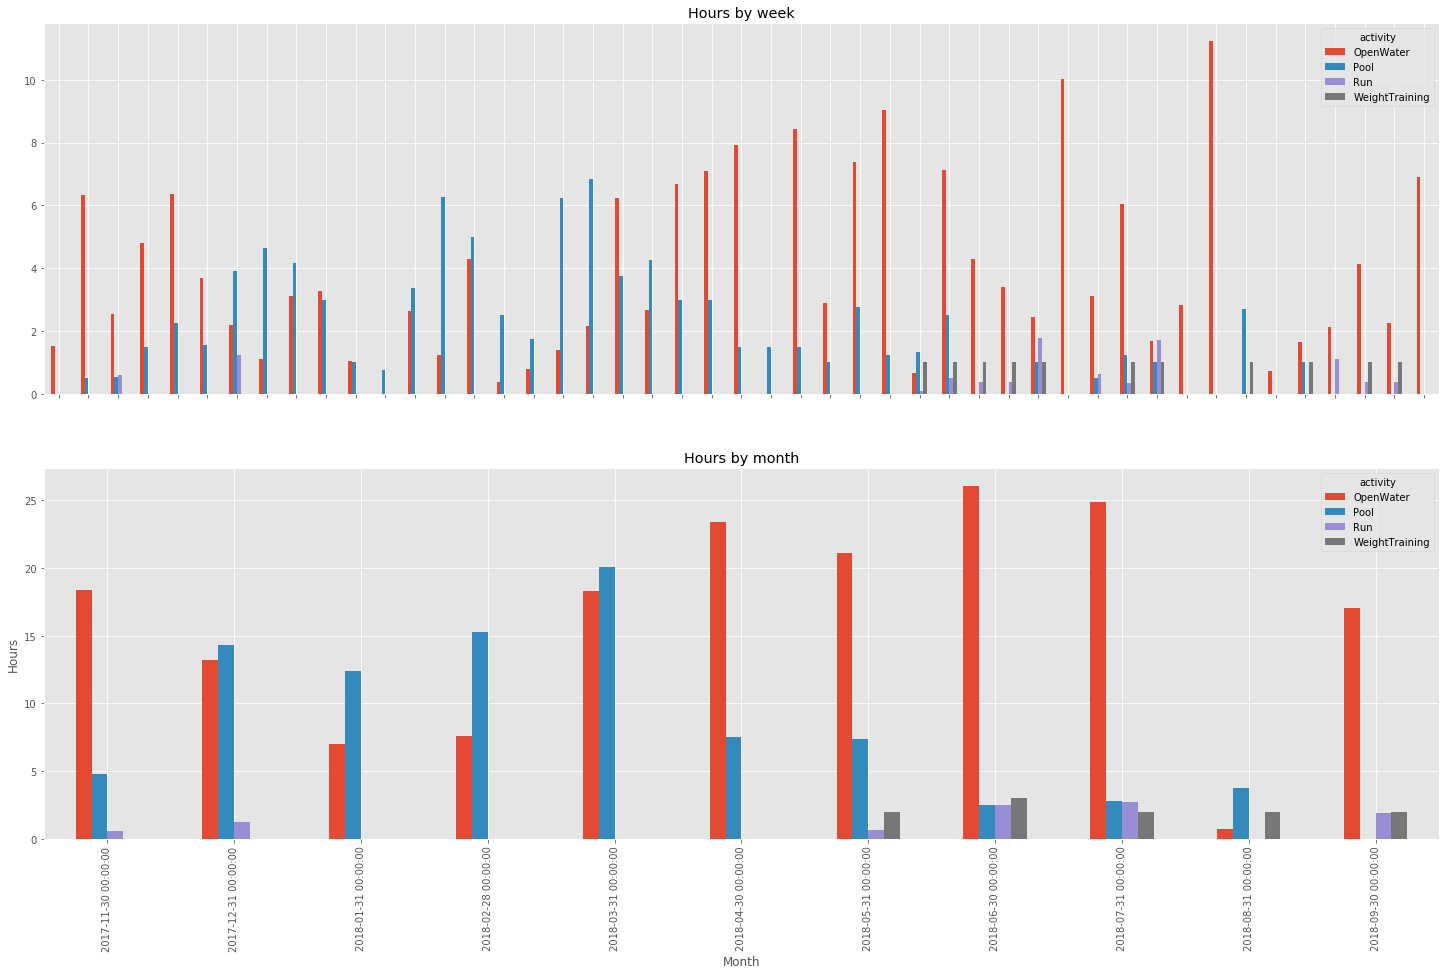 Hours by week
activity
OpenWater
Pool
Run
WeightTraining
10
8
6
4
2
0
Hours by month
activity
OpenWater
Pool
Run
WeightTraining
25
20
15
10
5
0
Hours
2017-11-30 00:00:00
2017-12-31 00:00:00
2018-01-31 00:00:00
2018-02-28 00:00:00
2018-03-31 00:00:00
2018-04-30 00:00:00
2018-05-31 00:00:00
2018-06-30 00:00:00
2018-07-31 00:00:00
2018-08-31 00:00:00
2018-09-30 00:00:00
Month